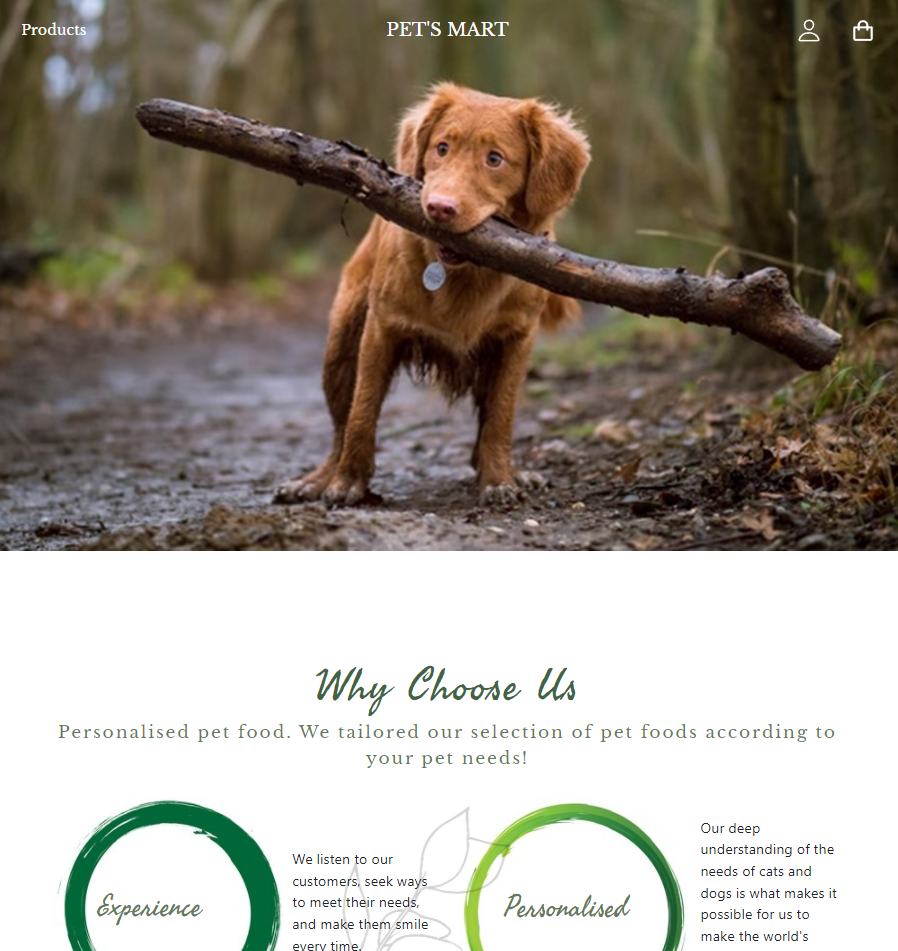 Products
PET'S MART
Why Choose Us
Personalised pet food. We tailored our selection of pet foods according to
your pet needs!
Experience
We listen to our
customers, seek ways
to meet their needs,
and make them smile
every time.
Personalised
Our deep
understanding of the
needs of cats and
dogs is what makes it
possible for us to
make the world's